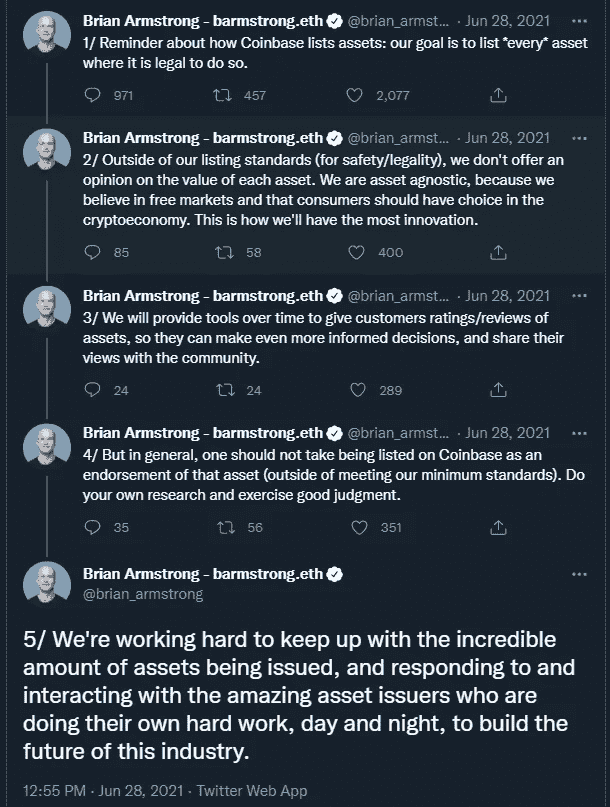 Brian Armstrong - barmstrong.eth @brian_armst... · Jun 28, 2021 ···
1/ Reminder about how Coinbase lists assets: our goal is to list *every* asset
where it is legal to do so.
971 457 2,077
Brian Armstrong - barmstrong.eth @brian_armst... · Jun 28, 2021 ···
2/ Outside of our listing standards (for safety/legality), we don't offer an
opinion on the value of each asset. We are asset agnostic, because we
believe in free markets and that consumers should have choice in the
cryptoeconomy. This is how we'll have the most innovation.
85 58 400
Brian Armstrong - barmstrong.eth @brian_armst... · Jun 28, 2021 ···
3/ We will provide tools over time to give customers ratings/reviews of
assets, so they can make even more informed decisions, and share their
views with the community.
24 24 289
Brian Armstrong - barmstrong.eth @brian_armst... · Jun 28, 2021 ···
4/ But in general, one should not take being listed on Coinbase as an
endorsement of that asset (outside of meeting our minimum standards). Do
your own research and exercise good judgment.
35 56 351
Brian Armstrong - barmstrong.eth ···
@brian_armstrong
5/ We're working hard to keep up with the incredible
amount of assets being issued, and responding to and
interacting with the amazing asset issuers who are
doing their own hard work, day and night, to build the
future of this industry.
12:55 PM · Jun 28, 2021 · Twitter Web App